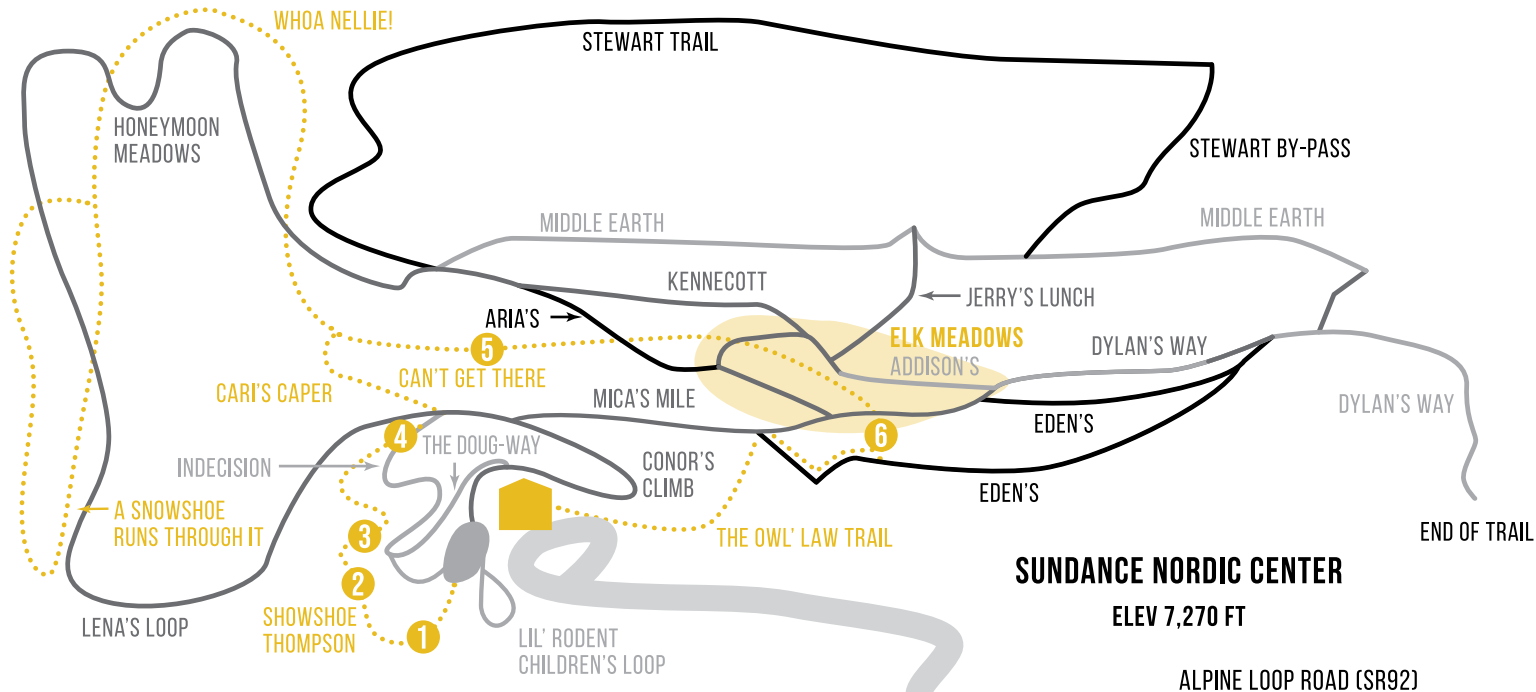 WHOA NELLIE!
STEWART TRAIL
HONEYMOON
MEADOWS
STEWART BY-PASS
MIDDLE EARTH
MIDDLE EARTH
KENNECOTT
JERRY'S LUNCH
ARIA'S
ELK MEADOWS
ADDISON'S
DYLAN'S WAY
5
CAN'T GET THERE
CARI'S CAPER
MICA'S MILE
DYLAN'S WAY
EDEN'S
4
THE DOUG-WAY
6
INDECISION
CONOR'S
CLIMB
EDEN'S
A SNOWSHOE
RUNS THROUGH IT
3
THE OWL' LAW TRAIL
END OF TRAIL
2
SUNDANCE NORDIC CENTER
ELEV 7,270 FT
SHOWSHOE
THOMPSON
1
LENA'S LOOP
LIL' RODENT
CHILDREN'S LOOP
ALPINE LOOP ROAD (SR92)